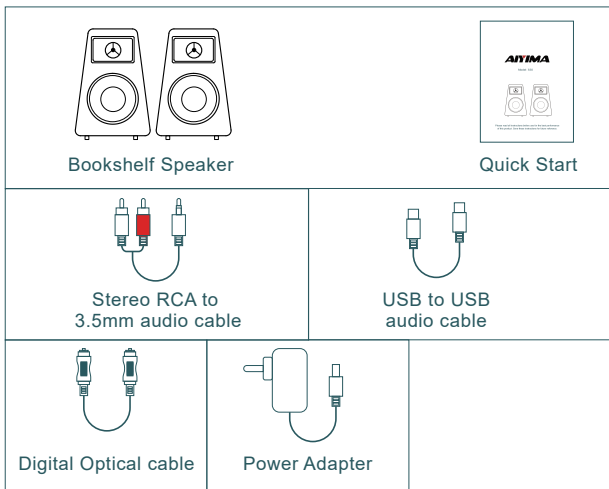 AIYIMA
Bookshelf Speaker
Quick Start
Stereo RCA to
3.5mm audio cable
USB to USB
audio cable
Digital Optical cable
Power Adapter